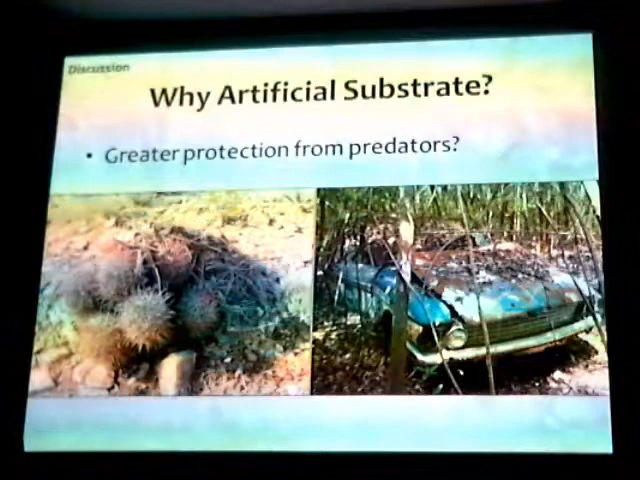 Discussion
Why Artificial Substrate?
• Greater protection from predators?